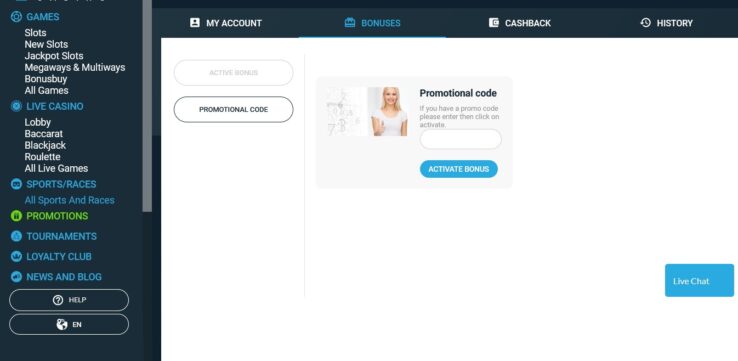 GAMES
Slots
New Slots
Jackpot Slots
Megaways & Multiways
Bonusbuy
All Games
LIVE CASINO
Lobby
Baccarat
Blackjack
Roulette
All Live Games
SPORTS/RACES
All Sports And Races
PROMOTIONS
TOURNAMENTS
LOYALTY CLUB
NEWS AND BLOG
HELP
EN
MY ACCOUNT
BONUSES
CASHBACK
HISTORY
ACTIVE BONUS
PROMOTIONAL CODE
Promotional code
If you have a promo code
please enter then click on
activate.
ACTIVATE BONUS
Live Chat